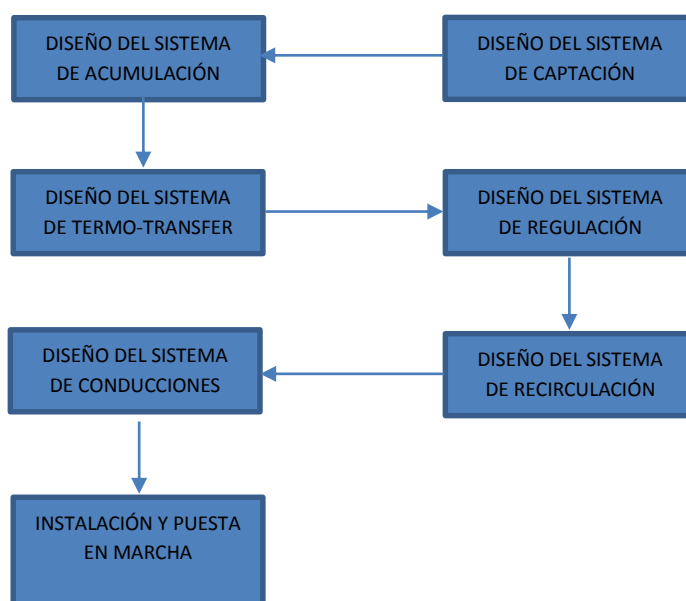 DISEÑO DEL SISTEMA
DE ACUMULACIÓN
DISEÑO DEL SISTEMA
DE CAPTACIÓN
DISEÑO DEL SISTEMA
DE TERMO-TRANSFER
DISEÑO DEL SISTEMA
DE REGULACIÓN
DISEÑO DEL SISTEMA
DE CONDUCCIONES
DISEÑO DEL SISTEMA
DE RECIRCULACIÓN
INSTALACIÓN Y PUESTA
EN MARCHA